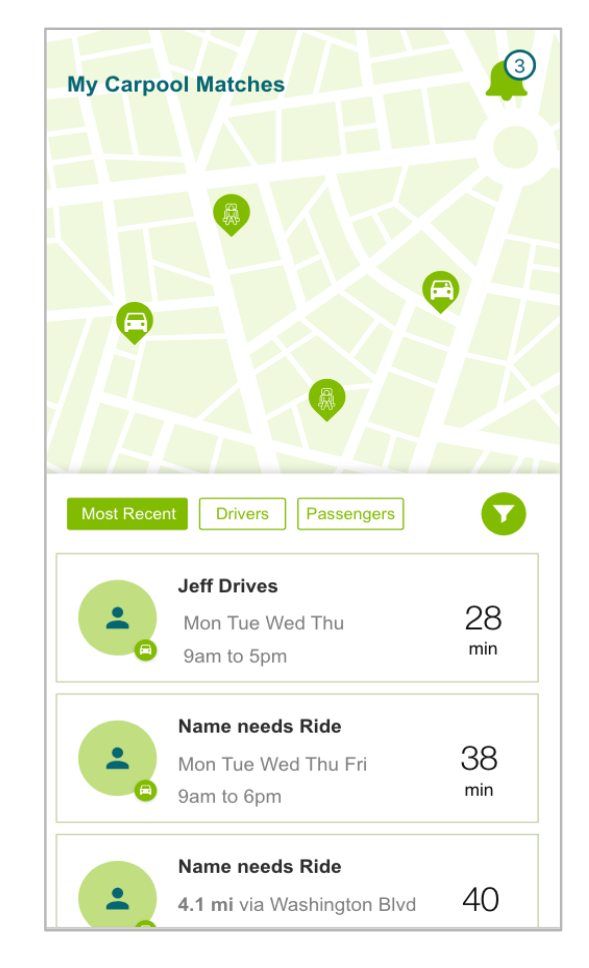 My Carpool Matches
3
Most Recent
Drivers
Passengers
Jeff Drives
Mon Tue Wed Thu
9am to 5pm
28
min
Name needs Ride
Mon Tue Wed Thu Fri
9am to 6pm
38
min
Name needs Ride
4.1 mi via Washington Blvd
40